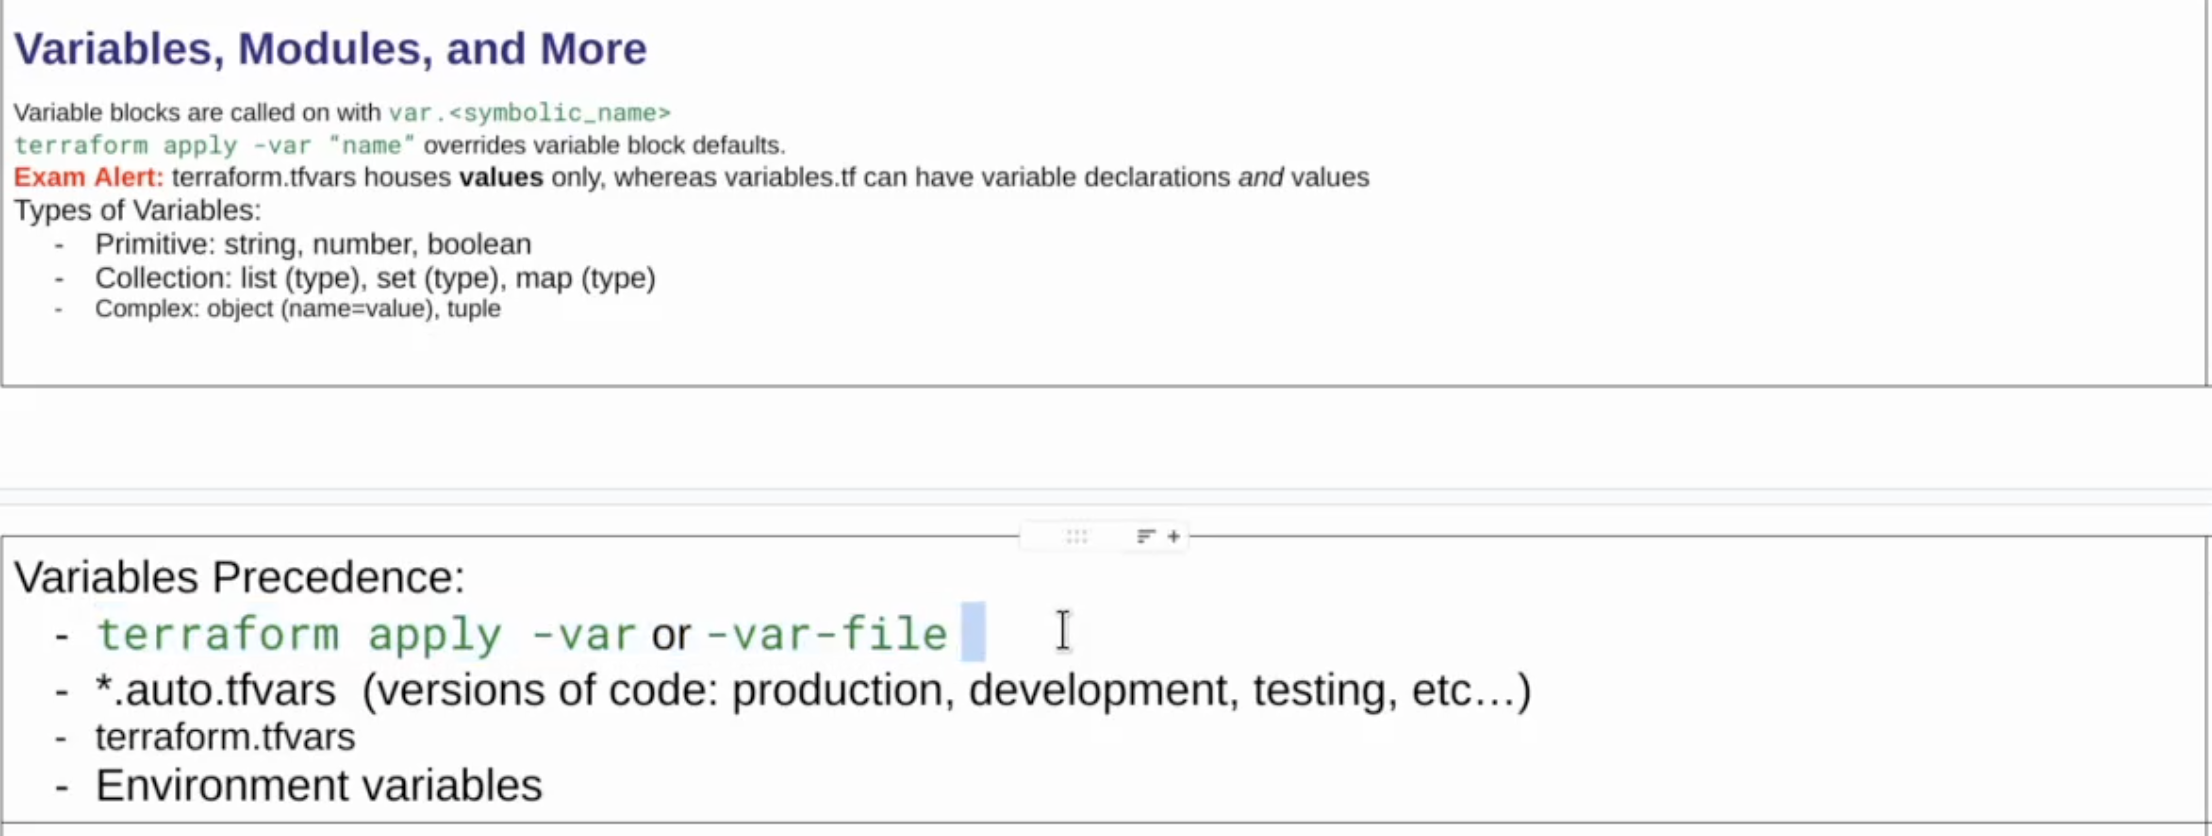 Variables, Modules, and More
Variable blocks are called on with var.<symbolic_name>
terraform apply -var “name” overrides variable block defaults.
Exam Alert: terraform.tfvars houses values only, whereas variables.tf can have variable declarations and values
Types of Variables:
- Primitive: string, number, boolean
- Collection: list (type), set (type), map (type)
- Complex: object (name=value), tuple
Variables Precedence:
- terraform apply -var or -var-file
- *.auto.tfvars (versions of code: production, development, testing, etc…)
- terraform.tfvars
- Environment variables